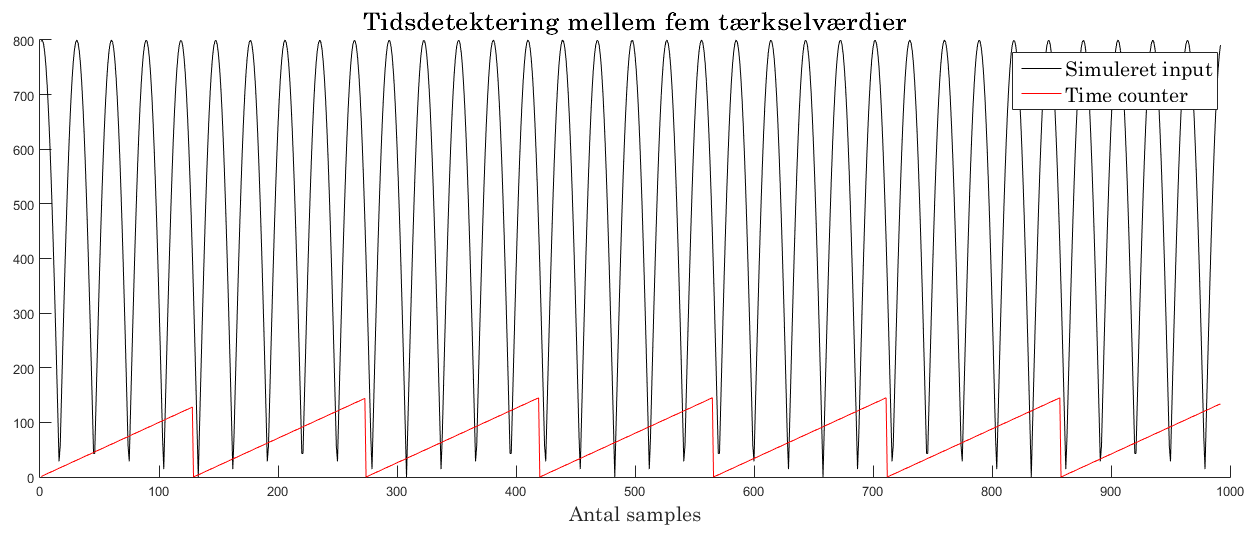 Tidsdetektering mellem fem tærkselværdier
800
700
600
500
400
300
200
100
0
Simuleret input
Time counter
0 100 200 300 400 500 600 700 800 900 1000
Antal samples